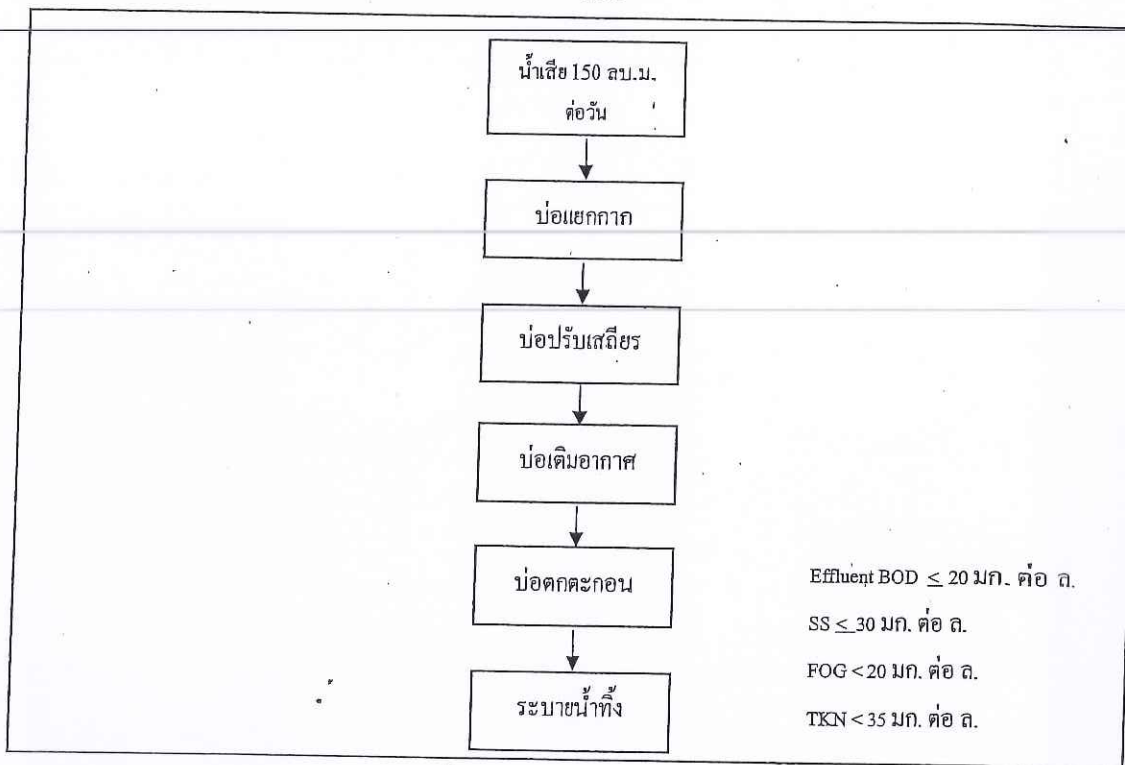 น้ำเสีย 150 ลบ.ม.
ต่อวัน
บ่อแยกกาก
บ่อปรับเสถียร
บ่อเติมอากาศ
บ่อตกตะกอน
ระบายน้ำทิ้ง
Effluent BOD ≤ 20 มก. ต่อ ล.
SS ≤ 30 มก. ต่อ ล.
FOG < 20 มก. ต่อ ล.
TKN < 35 มก. ต่อ ล.